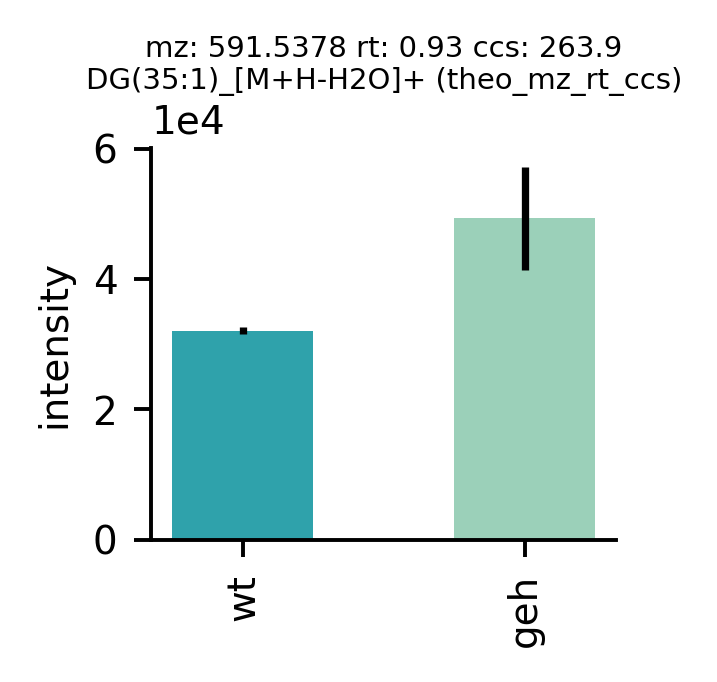 mz: 591.5378 rt: 0.93 ccs: 263.9
DG(35:1)_[M+H-H2O]+ (theo_mz_rt_ccs)
1e4
6
4
2
0
intensity
wt
geh